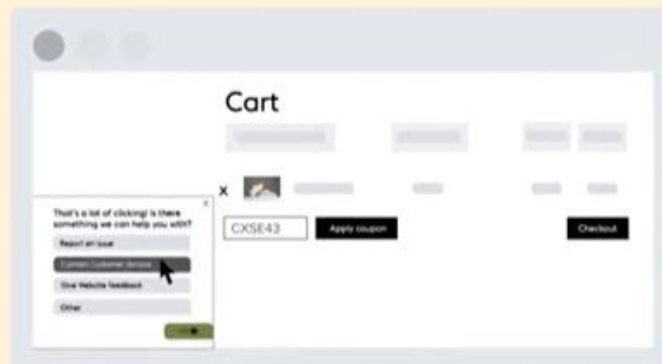 Cart
x
x
That's a lot of clicking! Is there
something we can help you with?
CXSE43
Apply coupon
Checkout
Report an issue
Contact Customer Service
Give Website feedback
Other